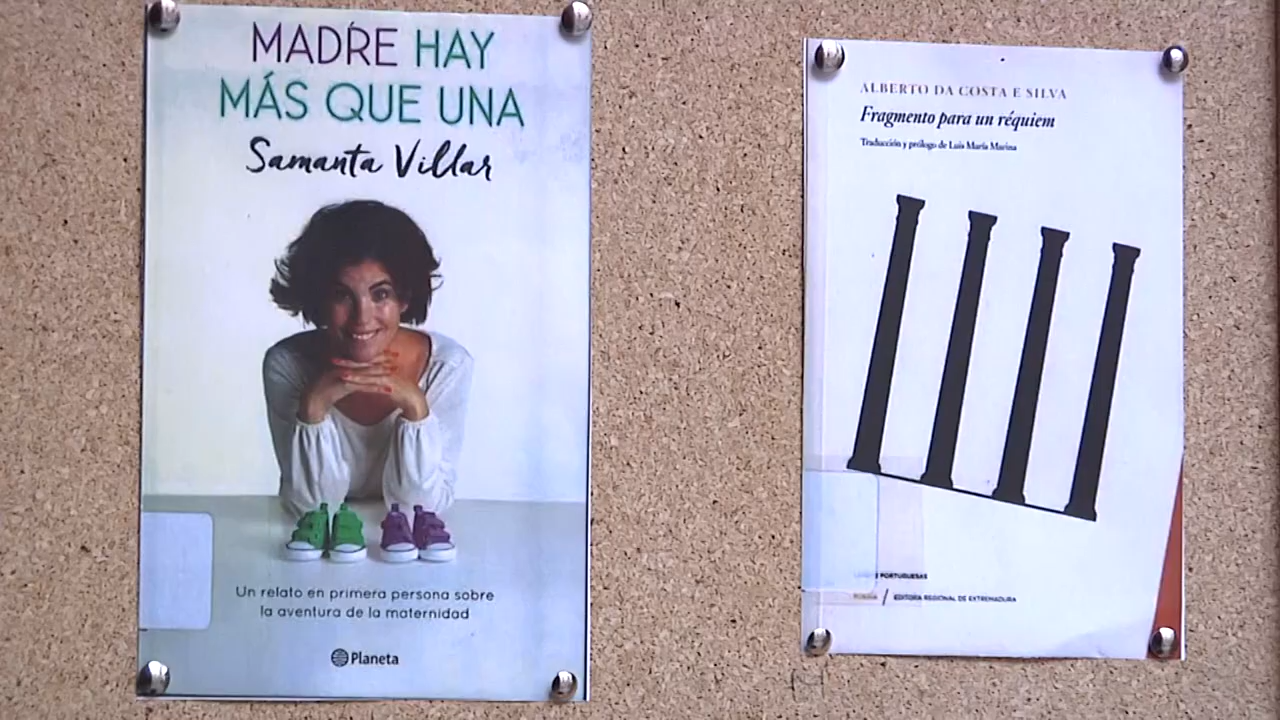 MADRE HAY
MÁS QUE UNA
Samanta Villar
Un relato en primera persona sobre
la aventura de la maternidad
Planeta
ALBERTO DA COSTA E SILVA
Fragmento para un réquiem
Traducción y prólogo de Luis María Marina
PORTUGUESAS
/ EDITORA REGIONAL DE EXTREMADURA